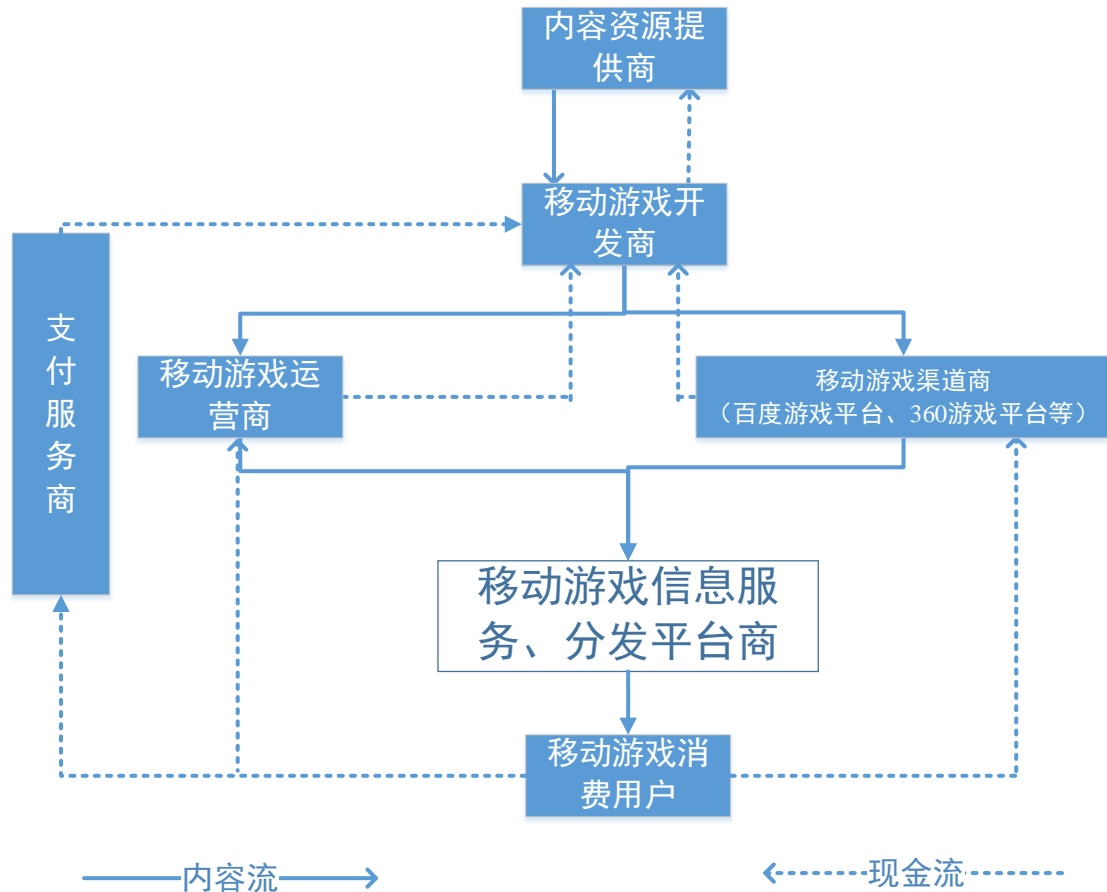 内容资源提
供商
移动游戏开
发商
支
付
服
务
商
移动游戏运
营商
移动游戏渠道商
（百度游戏平台、360游戏平台等）
移动游戏信息服
务、分发平台商
移动游戏消
费用户
内容流
现金流